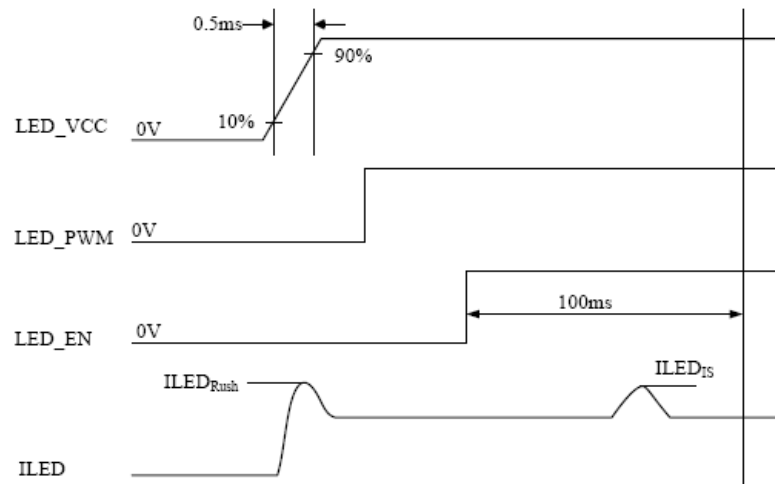 0.5ms
90%
10%
LED_VCC
0V
LED_PWM
0V
LED_EN
0V
100ms
ILEDRush
ILEDIS
ILED